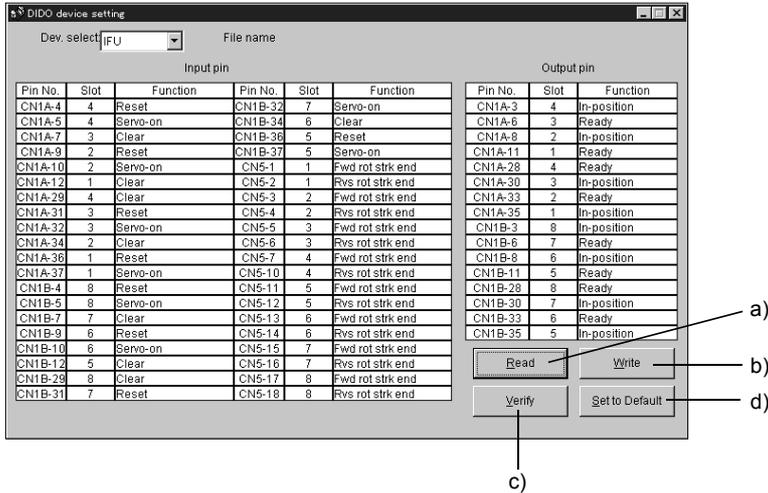 DIDO device setting
Dev. select: IFU File name
Input pin Output pin
Pin No. Slot Function Pin No. Slot Function Pin No. Slot Function
CN1A-4 4 Reset CN1B-32 7 Servo-on CN1A-3 4 In-position
CN1A-5 4 Servo-on CN1B-34 6 Clear CN1A-6 3 Ready
CN1A-7 3 Clear CN1B-36 5 Reset CN1A-8 2 In-position
CN1A-9 2 Reset CN1B-37 5 Servo-on CN1A-11 1 Ready
CN1A-10 2 Servo-on CN5-1 1 Fwd rot strk end CN1A-28 4 Ready
CN1A-12 1 Clear CN5-2 1 Rvs rot strk end CN1A-30 3 In-position
CN1A-29 4 Clear CN5-3 2 Fwd rot strk end CN1A-33 2 Ready
CN1A-31 3 Reset CN5-4 2 Rvs rot strk end CN1A-35 1 In-position
CN1A-32 3 Servo-on CN5-5 3 Fwd rot strk end CN1B-3 8 In-position
CN1A-34 2 Clear CN5-6 3 Rvs rot strk end CN1B-6 7 Ready
CN1A-36 1 Reset CN5-7 4 Fwd rot strk end CN1B-8 6 In-position
CN1A-37 1 Servo-on CN5-10 4 Rvs rot strk end CN1B-11 5 Ready
CN1B-4 8 Reset CN5-11 5 Fwd rot strk end CN1B-28 8 Ready
CN1B-5 8 Servo-on CN5-12 5 Rvs rot strk end CN1B-30 7 In-position
CN1B-7 7 Clear CN5-13 6 Fwd rot strk end CN1B-33 6 Ready
CN1B-9 6 Reset CN5-14 6 Rvs rot strk end CN1B-35 5 In-position
CN1B-10 6 Servo-on CN5-15 7 Fwd rot strk end
CN1B-12 5 Clear CN5-16 7 Rvs rot strk end
CN1B-29 8 Clear CN5-17 8 Fwd rot strk end
CN1B-31 7 Reset CN5-18 8 Rvs rot strk end
a)
Read Write b)
Verify Set to Default d)
c)